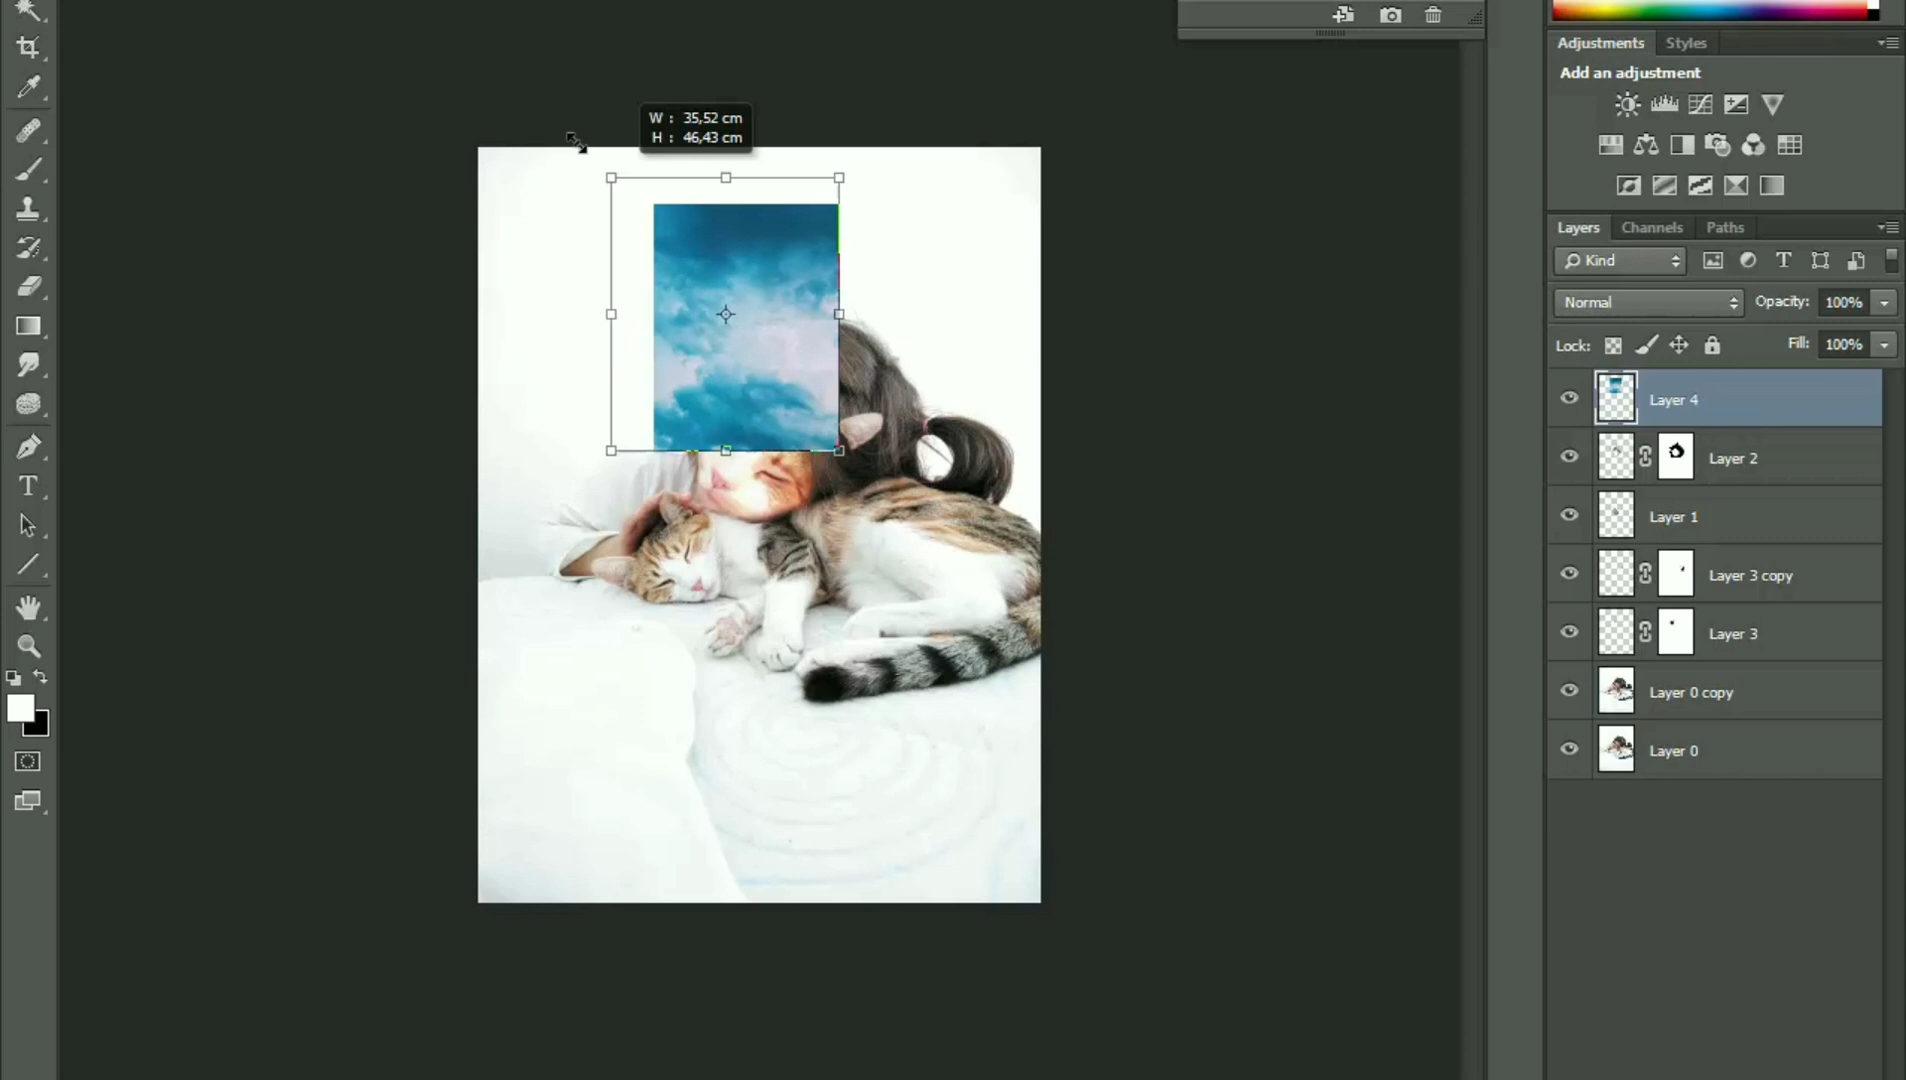 W : 35,52 cm
H : 46,43 cm
Adjustments Styles
Add an adjustment
Layers Channels Paths
Kind
Normal Opacity: 100%
Lock: Fill: 100%
Layer 4
Layer 2
Layer 1
Layer 3 copy
Layer 3
Layer 0 copy
Layer 0